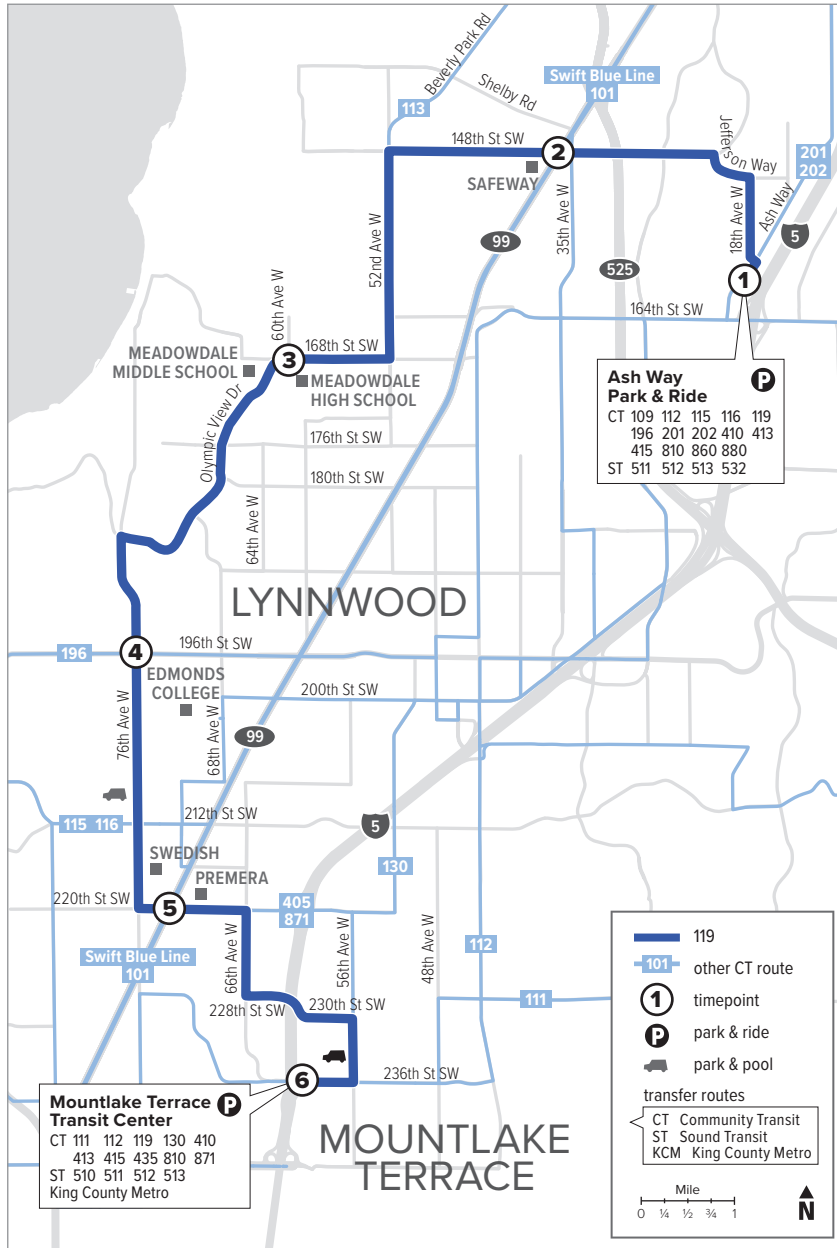 Beverly Park Rd
Shelby Rd
Swift Blue Line
101
113
148th St SW
2
SAFEWAY
Jefferson Way
201
202
18th Ave W
Ash Way
5
35th Ave W
99
525
52nd Ave W
1
164th St SW
60th Ave W
3
168th St SW
MEADOWDALE
MIDDLE SCHOOL
MEADOWDALE
HIGH SCHOOL
Olympic View Dr
176th St SW
180th St SW
64th Ave W
Ash Way
Park & Ride
P
CT 109 112 115 116 119
196 201 202 410 413
415 810 860 880
ST 511 512 513 532
LYNNWOOD
196
4
196th St SW
EDMONDS
COLLEGE
200th St SW
76th Ave W
68th Ave W
99
212th St SW
115 116
5
SWEDISH
PREMERA
130
220th St SW
5
405
871
Swift Blue Line
101
66th Ave W
56th Ave W
48th Ave W
112
228th St SW
230th St SW
111
6
236th St SW
Mountlake Terrace
Transit Center
P
CT 111 112 119 130 410
413 415 435 810 871
ST 510 511 512 513
King County Metro
MOUNTLAKE
TERRACE
119
101 other CT route
1 timepoint
P park & ride
park & pool
transfer routes
CT Community Transit
ST Sound Transit
KCM King County Metro
Mile
0 ¼ ½ ¾ 1
N